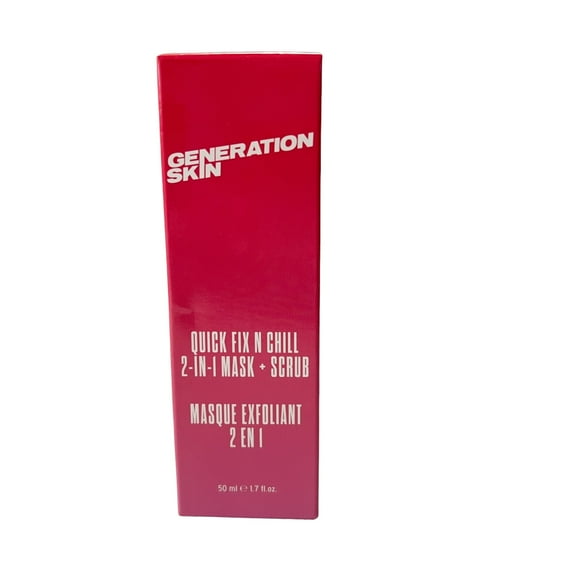 GENERATION
SKIN
QUICK FIX N CHILL
2-IN-1 MASK + SCRUB
MASQUE EXFOLIANT
2 EN 1
50 ml ℮ 1.7 fl.oz.